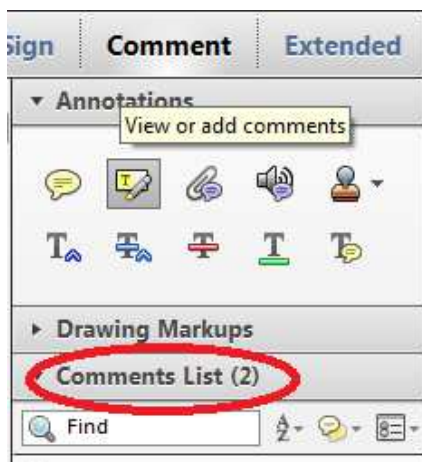 Sign Comment Extended
Annotations
View or add comments
Drawing Markups
Comments List (2)
Find